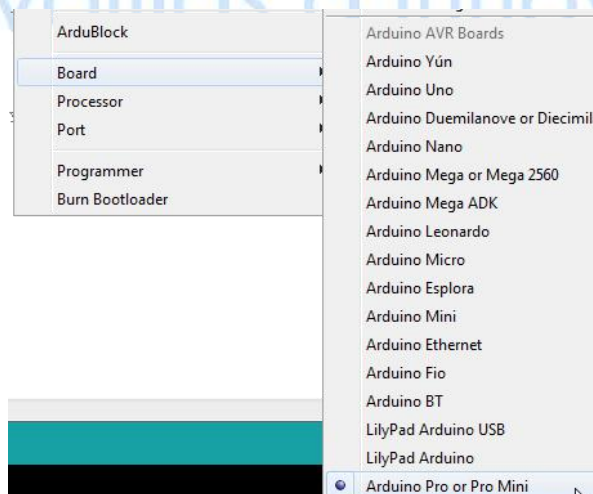 ArduBlock
Board
Processor
Port
Programmer
Burn Bootloader
Arduino AVR Boards
Arduino Yún
Arduino Uno
Arduino Duemilanove or Diecimil
Arduino Nano
Arduino Mega or Mega 2560
Arduino Mega ADK
Arduino Leonardo
Arduino Micro
Arduino Esplora
Arduino Mini
Arduino Ethernet
Arduino Fio
Arduino BT
LilyPad Arduino USB
LilyPad Arduino
Arduino Pro or Pro Mini